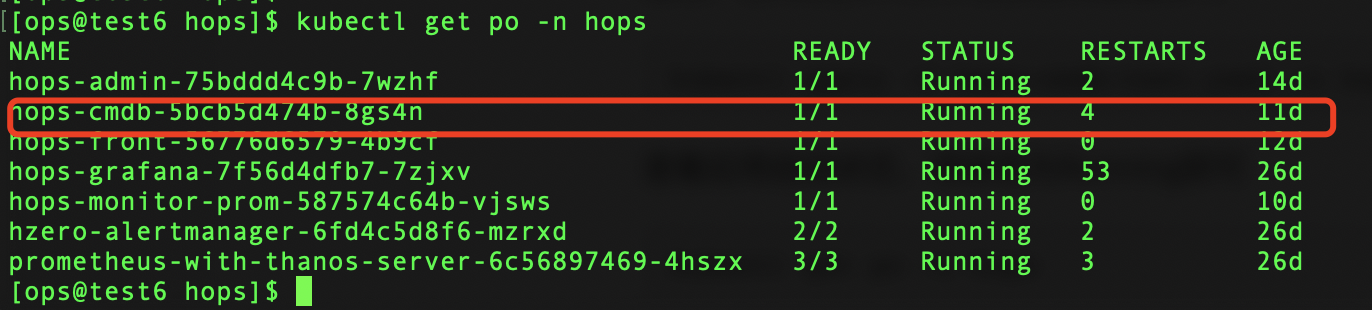 [[ops@test6 hops]$ kubectl get po -n hops
NAME READY STATUS RESTARTS AGE
hops-admin-75bddd4c9b-7wzhf 1/1 Running 2 14d
hops-cmdb-5bcb5d474b-8gs4n 1/1 Running 4 11d
hops-front-56776d6579-4b9cf 1/1 Running 0 12d
hops-grafana-7f56d4dfb7-7zjxv 1/1 Running 53 26d
hops-monitor-prom-587574c64b-vjsws 1/1 Running 0 10d
hzero-alertmanager-6fd4c5d8f6-mzrxd 2/2 Running 2 26d
prometheus-with-thanos-server-6c56897469-4hszx 3/3 Running 3 26d
[ops@test6 hops]$